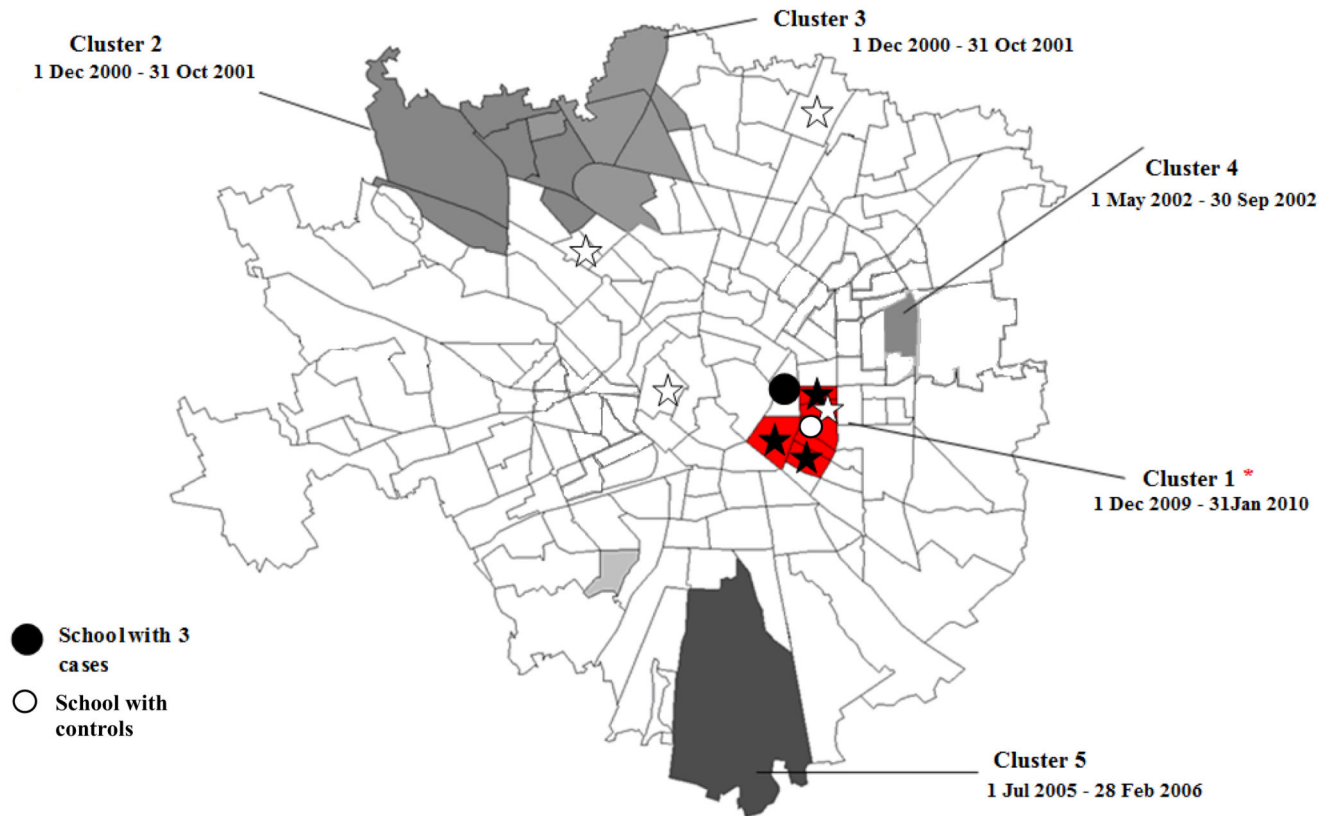 Cluster 3
1 Dec 2000 - 31 Oct 2001
Cluster 2
1 Dec 2000 - 31 Oct 2001
Cluster 4
1 May 2002 - 30 Sep 2002
Cluster 1 *
1 Dec 2009 - 31Jan 2010
School with 3
cases
School with
controls
Cluster 5
1 Jul 2005 - 28 Feb 2006